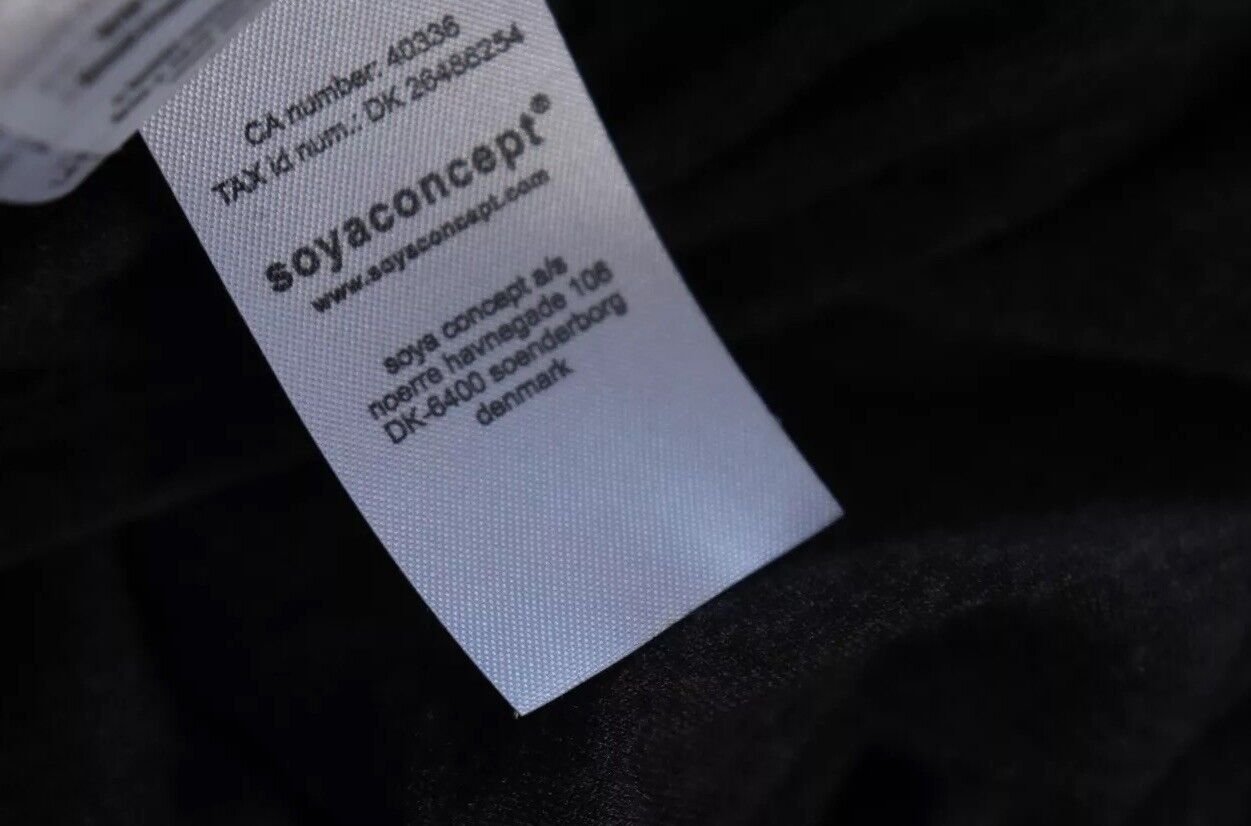 CA number: 40336
TAX id num.: DK 26486254
soyaconcept®
www.soyaconcept.com
soya concept a/s
noerre havnegade 106
DK-6400 soenderborg
denmark